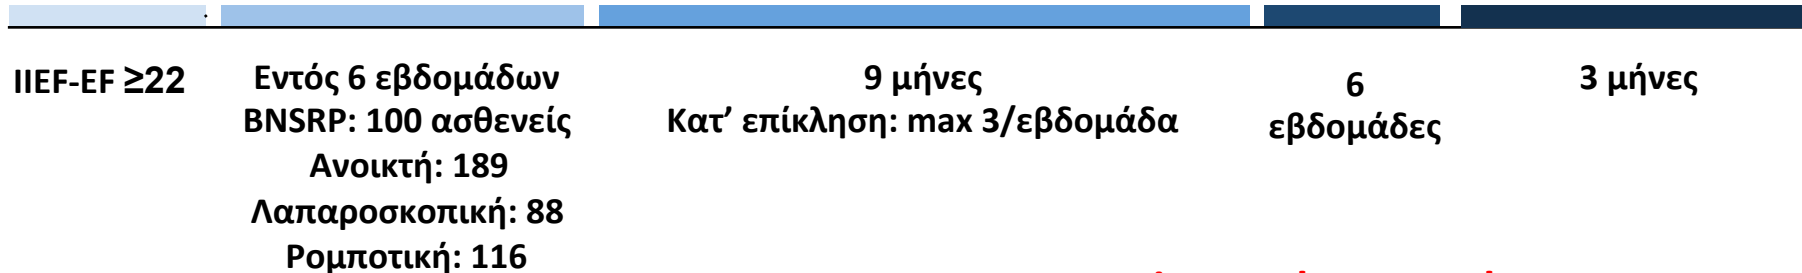 IIEF-EF ≥22
Εντός 6 εβδομάδων
BNSRP: 100 ασθενείς
Ανοικτή: 189
Λαπαροσκοπική: 88
Ρομποτική: 116
9 μήνες
Κατ’ επίκληση: max 3/εβδομάδα
6
εβδομάδες
3 μήνες